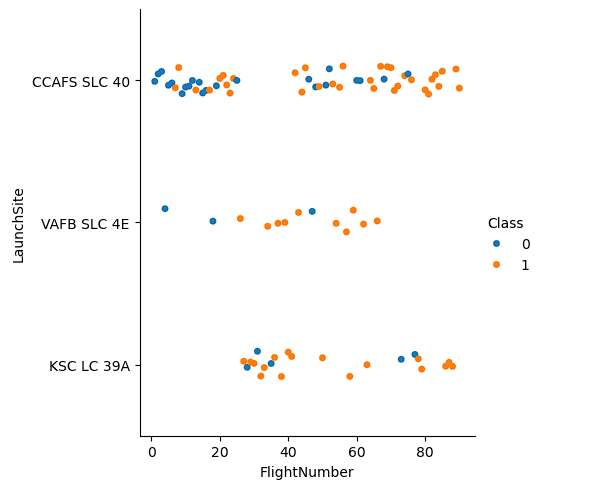 CCAFS SLC 40
VAFB SLC 4E
KSC LC 39A
LaunchSite
0 20 40 60 80
FlightNumber
Class
0
1